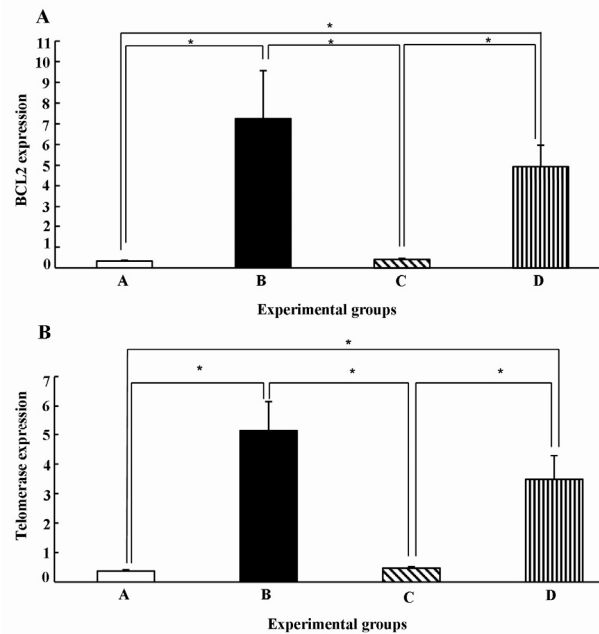 A
*
* * *
11
10
9
8
7
6
5
4
3
2
1
0
BCL2 expression
A B C D
Experimental groups
B
*
* * *
7
6
5
4
3
2
1
0
Telomerase expression
A B C D
Experimental groups